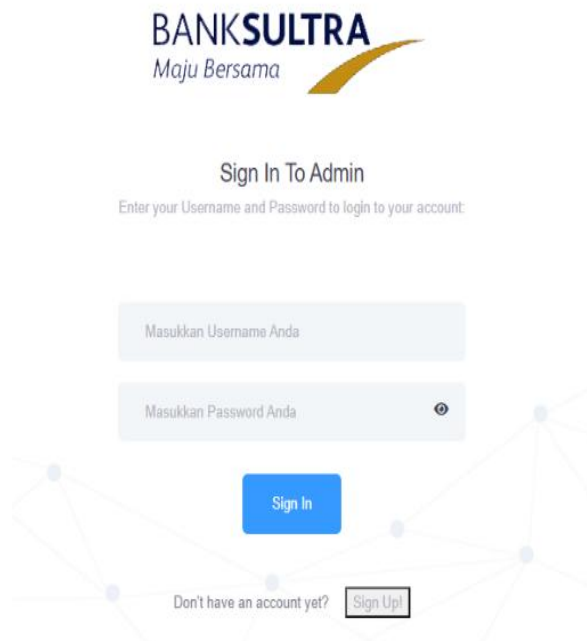 BANKSULTRA
Maju Bersama
Sign In To Admin
Enter your Username and Password to login to your account:
Masukkan Username Anda
Masukkan Password Anda
Sign In
Don't have an account yet? Sign Up!